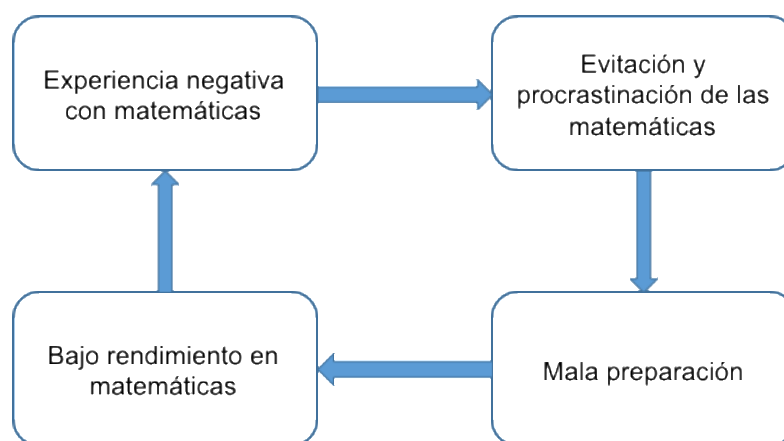 Experiencia negativa
con matemáticas
Evitación y
procrastinación de las
matemáticas
Bajo rendimiento en
matemáticas
Mala preparación